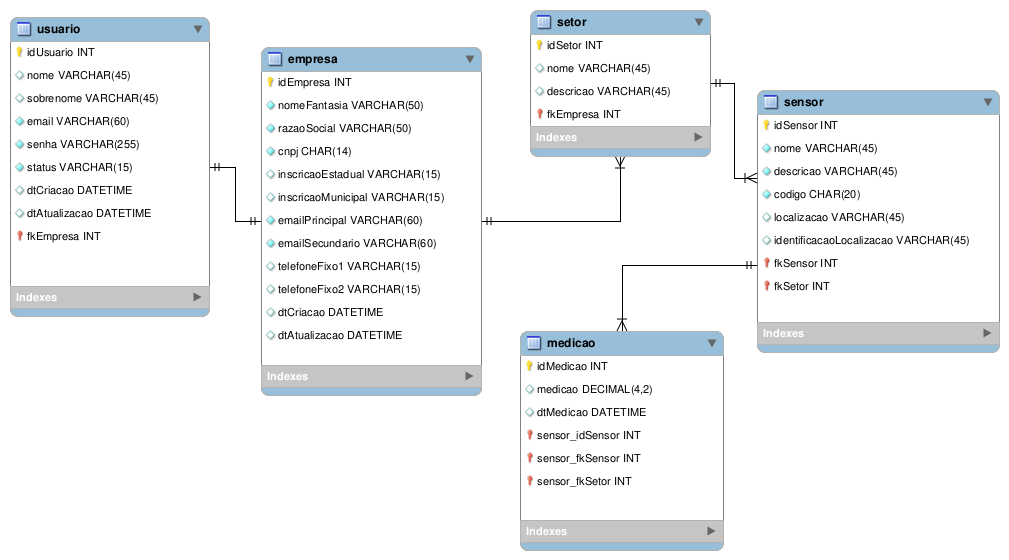 usuario
idUsuario INT
nome VARCHAR(45)
sobrenome VARCHAR(45)
email VARCHAR(60)
senha VARCHAR(255)
status VARCHAR(15)
dtCriacao DATETIME
dtAtualizacao DATETIME
fkEmpresa INT
Indexes
empresa
idEmpresa INT
nomeFantasia VARCHAR(50)
razaoSocial VARCHAR(50)
cnpj CHAR(14)
inscricaoEstadual VARCHAR(15)
inscricaoMunicipal VARCHAR(15)
emailPrincipal VARCHAR(60)
emailSecundario VARCHAR(60)
telefoneFixo1 VARCHAR(15)
telefoneFixo2 VARCHAR(15)
dtCriacao DATETIME
dtAtualizacao DATETIME
Indexes
setor
idSetor INT
nome VARCHAR(45)
descricao VARCHAR(45)
fkEmpresa INT
Indexes
sensor
idSensor INT
nome VARCHAR(45)
descricao VARCHAR(45)
codigo CHAR(20)
localizacao VARCHAR(45)
identificacaoLocalizacao VARCHAR(45)
fkSensor INT
fkSetor INT
Indexes
medicao
idMedicao INT
medicao DECIMAL(4,2)
dtMedicao DATETIME
sensor_idSensor INT
sensor_fkSensor INT
sensor_fkSetor INT
Indexes